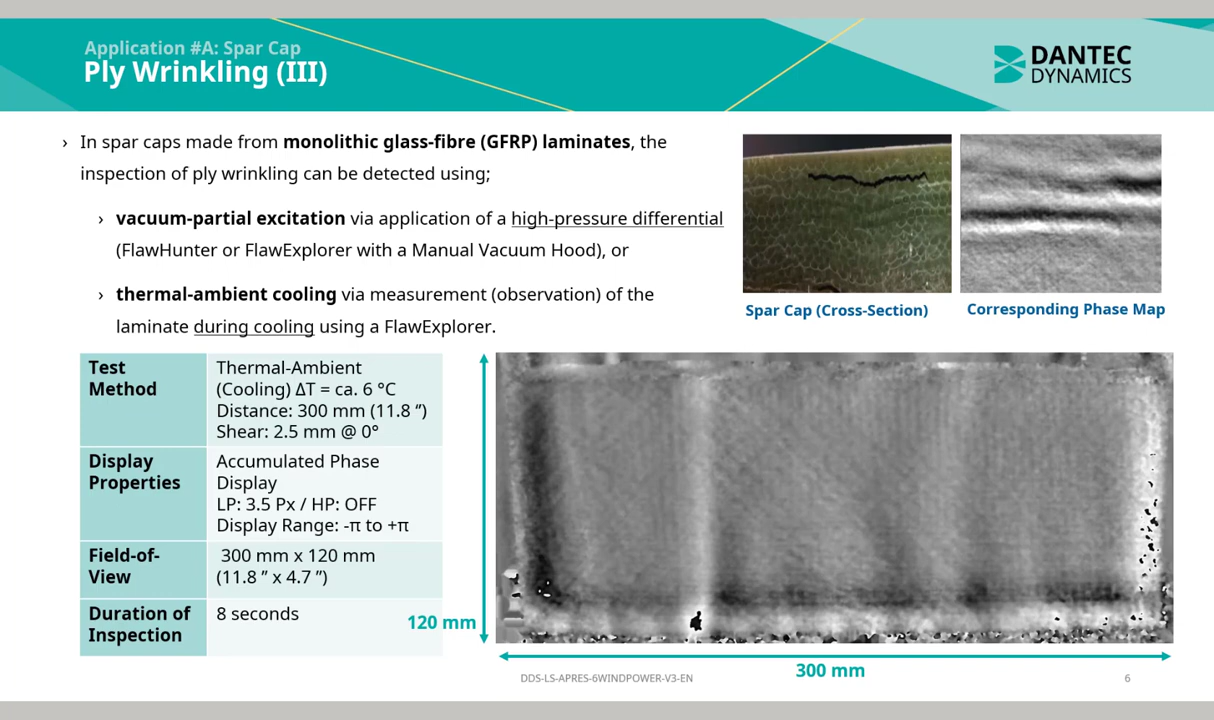 Application #A: Spar Cap
Ply Wrinkling (III)
DANTEC
DYNAMICS
› In spar caps made from monolithic glass-fibre (GFRP) laminates, the
inspection of ply wrinkling can be detected using;
› vacuum-partial excitation via application of a high-pressure differential
(FlawHunter or FlawExplorer with a Manual Vacuum Hood), or
› thermal-ambient cooling via measurement (observation) of the
laminate during cooling using a FlawExplorer.
Spar Cap (Cross-Section)
Corresponding Phase Map
Test
Method
Thermal-Ambient
(Cooling) ΔT = ca. 6 °C
Distance: 300 mm (11.8 ”)
Shear: 2.5 mm @ 0°
Display
Properties
Accumulated Phase
Display
LP: 3.5 Px / HP: OFF
Display Range: -π to +π
Field-of-
View
300 mm x 120 mm
(11.8 ” x 4.7 ”)
Duration of
Inspection
8 seconds
120 mm
300 mm
DDS-LS-APRES-6WINDPOWER-V3-EN
6